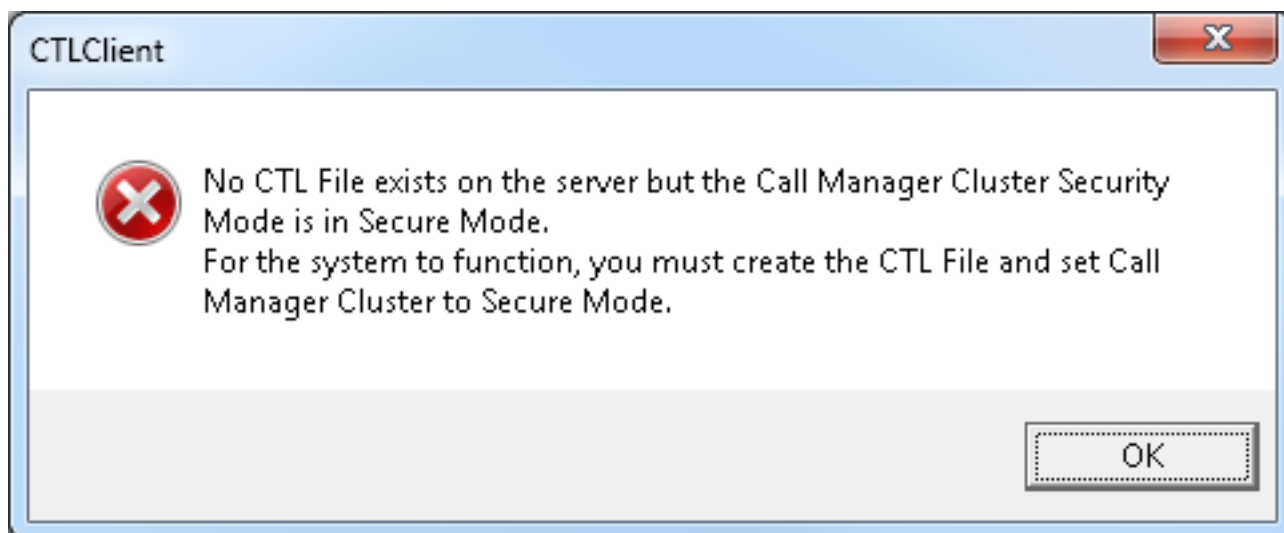 CTLClient
No CTL File exists on the server but the Call Manager Cluster Security
Mode is in Secure Mode.
For the system to function, you must create the CTL File and set Call
Manager Cluster to Secure Mode.
OK